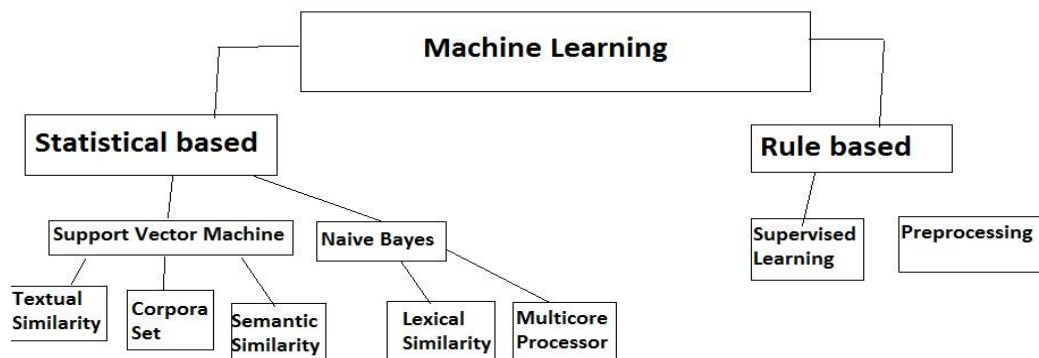 Machine Learning
Statistical based
Rule based
Support Vector Machine
Naive Bayes
Supervised
Learning
Preprocessing
Textual
Similarity
Corpora
Set
Semantic
Similarity
Lexical
Similarity
Multicore
Processor